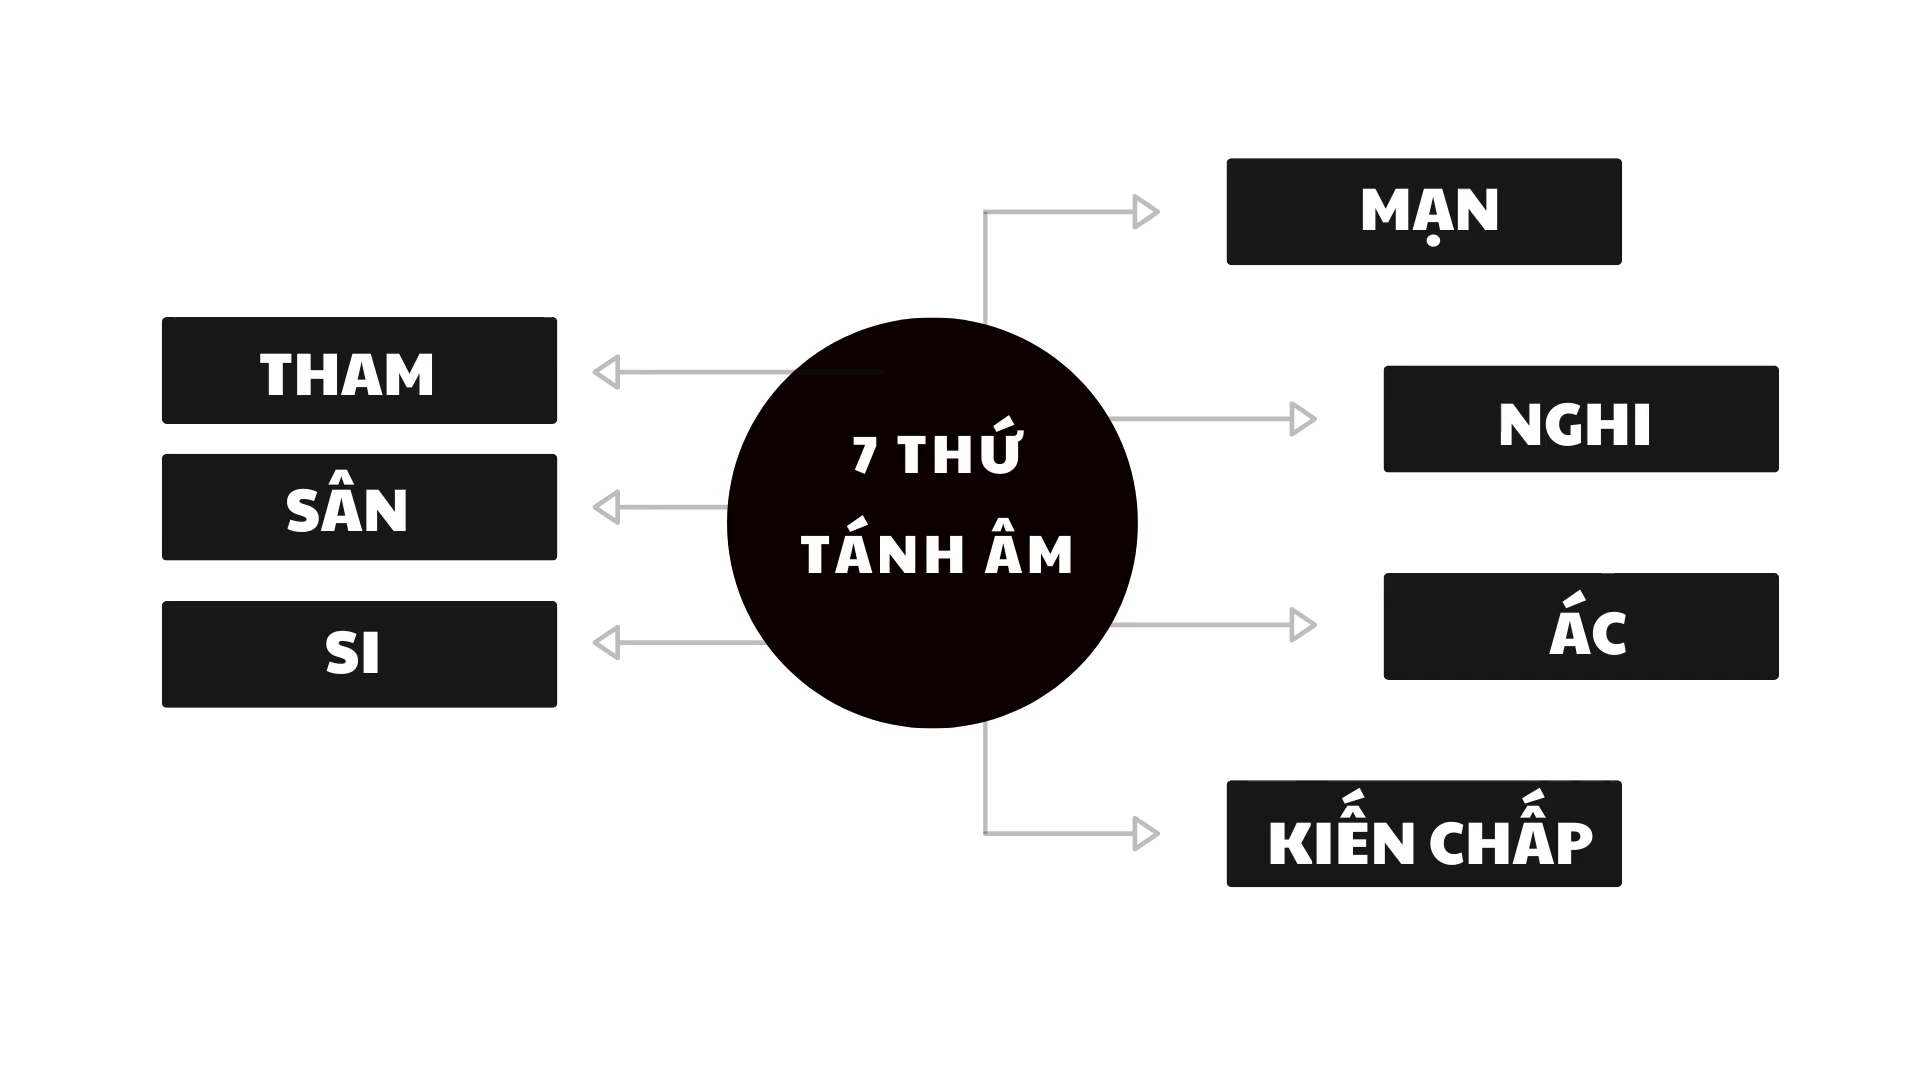 MẠN
THAM
NGHI
7 THỨ
TÁNH ÂM
SÂN
ÁC
SI
KIẾN CHẤP